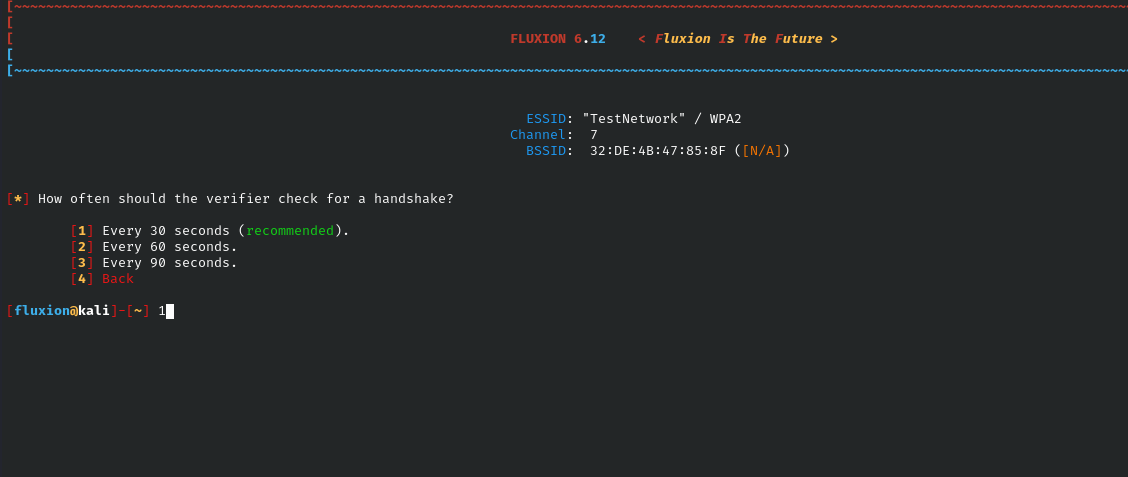 [~~~~~~~~~~~~~~~~~~~~~~~~~~~~~~~~~~~~~~~~~~~~~~~~~~~~~~~~~~~~~~~~~~~~~~~~~~~~~~~~~~~~~~~~~~~~~~~~~~~~~~~~~~~~~~~~~~~~~~~~~~~~~~~~~~~~~~~~~~~
[
[ FLUXION 6.12 < Fluxion Is The Future >
[
[~~~~~~~~~~~~~~~~~~~~~~~~~~~~~~~~~~~~~~~~~~~~~~~~~~~~~~~~~~~~~~~~~~~~~~~~~~~~~~~~~~~~~~~~~~~~~~~~~~~~~~~~~~~~~~~~~~~~~~~~~~~~~~~~~~~~~~~~~~~
ESSID: "TestNetwork" / WPA2
Channel: 7
BSSID: 32:DE:4B:47:85:8F ([N/A])
[*] How often should the verifier check for a handshake?
[1] Every 30 seconds (recommended).
[2] Every 60 seconds.
[3] Every 90 seconds.
[4] Back
[fluxion@kali]-[~] 1